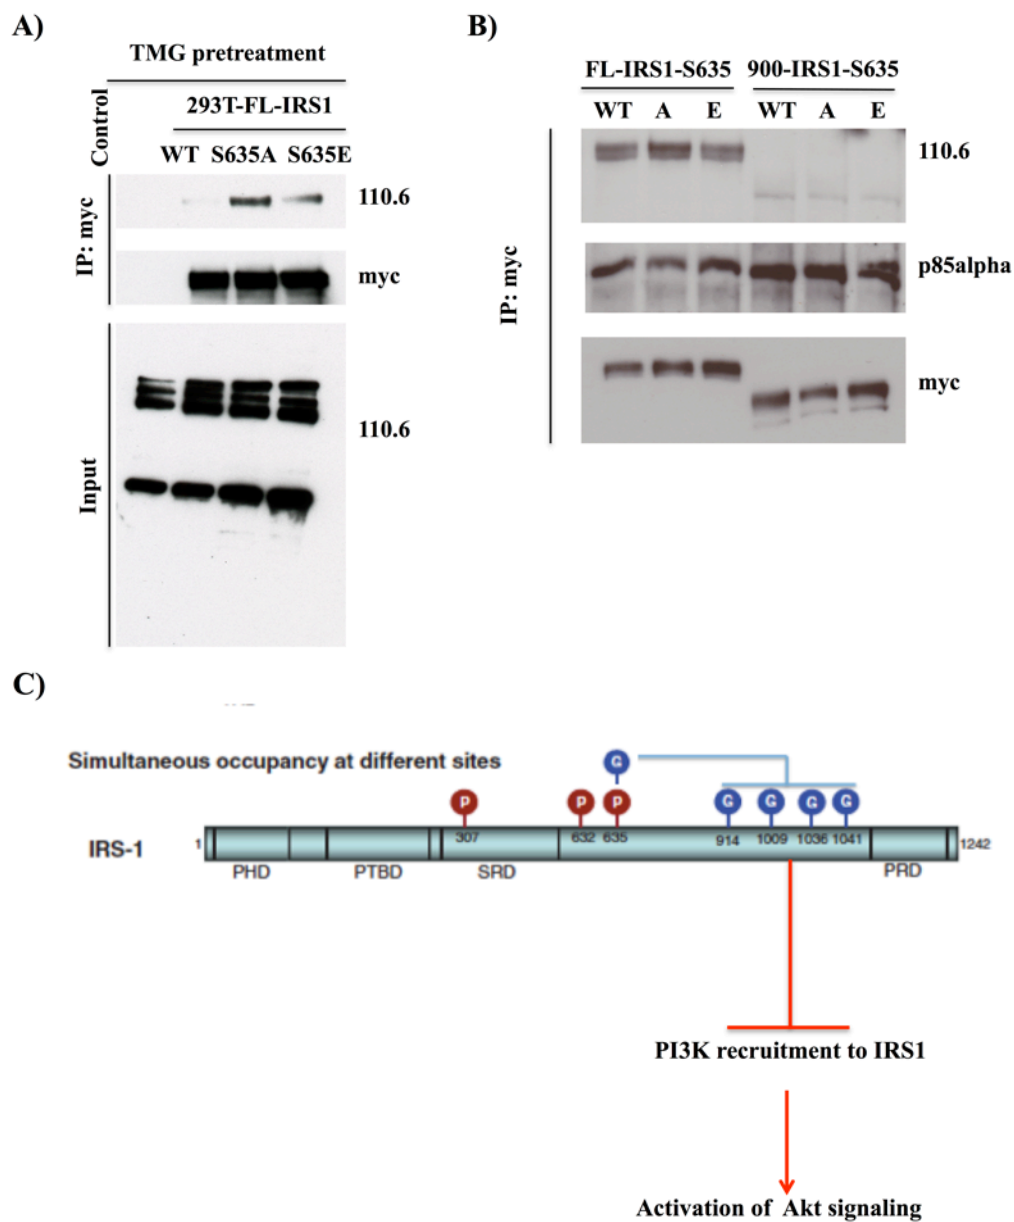 A)
TMG pretreatment
Control
293T-FL-IRS1
WT S635A S635E
IP: myc
110.6
myc
Input
110.6
B)
FL-IRS1-S635 900-IRS1-S635
WT A E WT A E
IP: myc
110.6
p85alpha
myc
C)
Simultaneous occupancy at different sites
G
P P P G G G G
IRS-1 1 307 632 635 914 1009 1036 1041 1242
PHD PTBD SRD PRD
PI3K recruitment to IRS1
Activation of Akt signaling